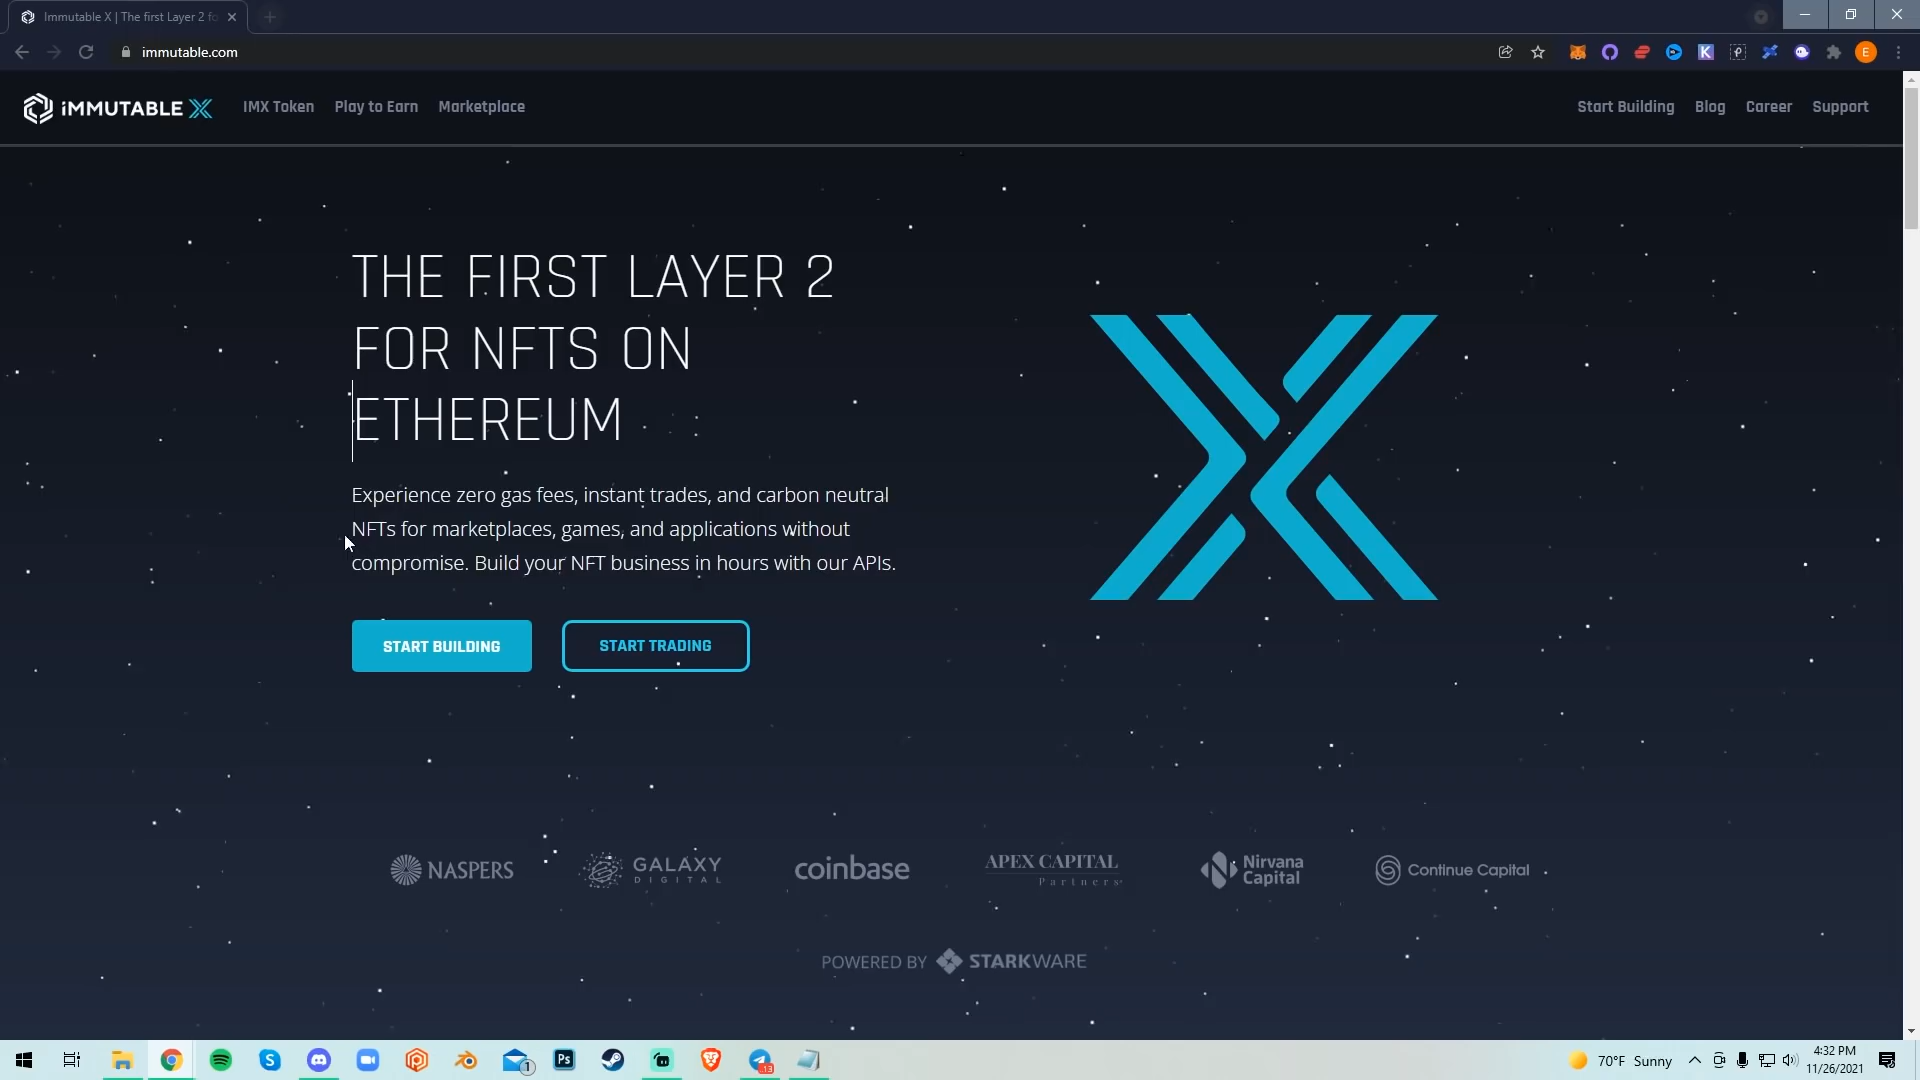 Immutable X | The first Layer 2 fo
immutable.com
K
E
iMMUTABLE X
IMX Token
Play to Earn
Marketplace
Start Building
Blog
Career
Support
THE FIRST LAYER 2
FOR NFTS ON
ETHEREUM
Experience zero gas fees, instant trades, and carbon neutral
NFTs for marketplaces, games, and applications without
compromise. Build your NFT business in hours with our APIs.
START BUILDING
START TRADING
NASPERS
GALAXY
DIGITAL
coinbase
APEX CAPITAL
Partners
Nirvana
Capital
Continue Capital
POWERED BY STARKWARE
1
Ps
13
70°F Sunny
4:32 PM
11/26/2021